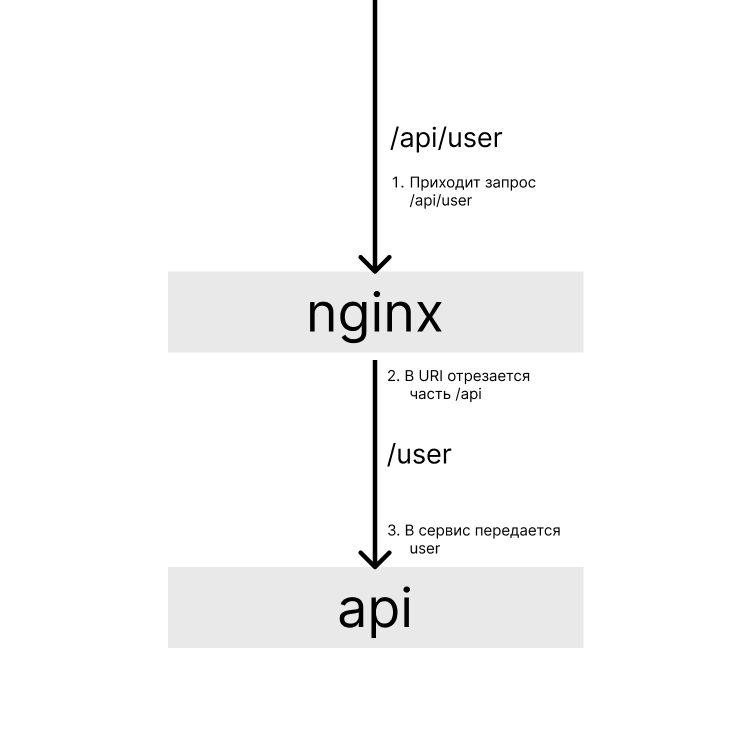 /api/user
1. Приходит запрос
/api/user
nginx
2. В URI отрезается
часть /api
/user
3. В сервис передается
user
api